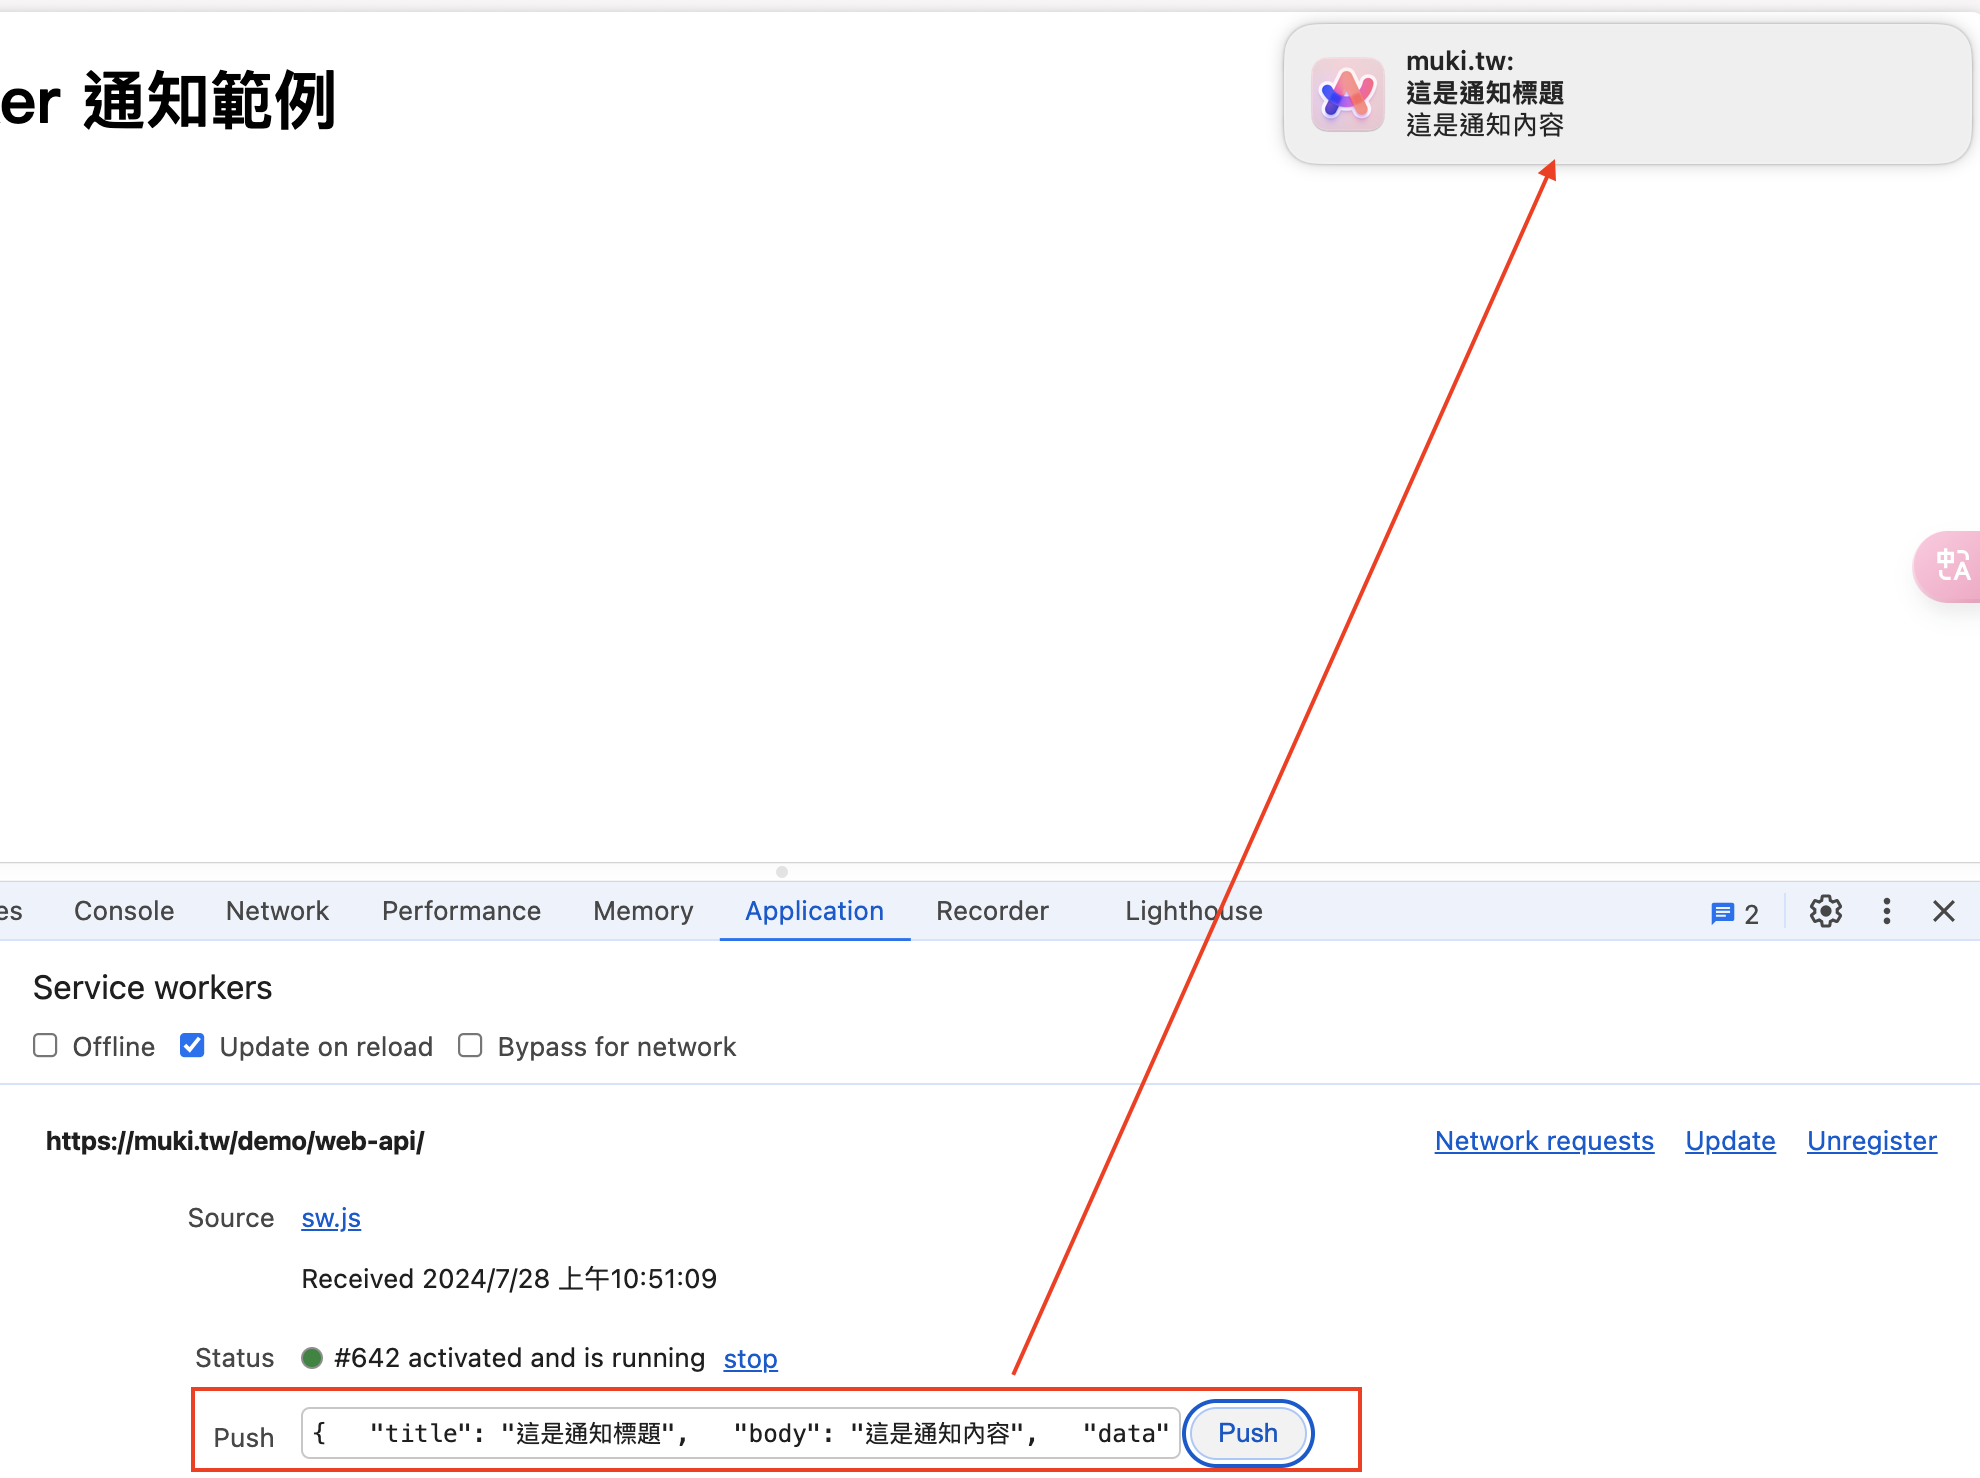 er 通知範例
muki.tw:
這是通知標題
這是通知內容
中A
es Console Network Performance Memory Application Recorder Lighthouse 2
Service workers
Offline Update on reload Bypass for network
https://muki.tw/demo/web-api/ Network requests Update Unregister
Source sw.js
Received 2024/7/28 上午10:51:09
Status #642 activated and is running stop
Push { "title": "這是通知標題", "body": "這是通知內容", "data" Push